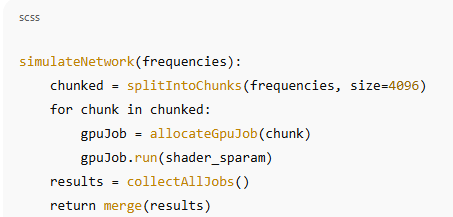 scss
simulateNetwork(frequencies):
    chunked = splitIntoChunks(frequencies, size=4096)
    for chunk in chunked:
        gpuJob = allocateGpuJob(chunk)
        gpuJob.run(shader_sparam)
    results = collectAllJobs()
    return merge(results)